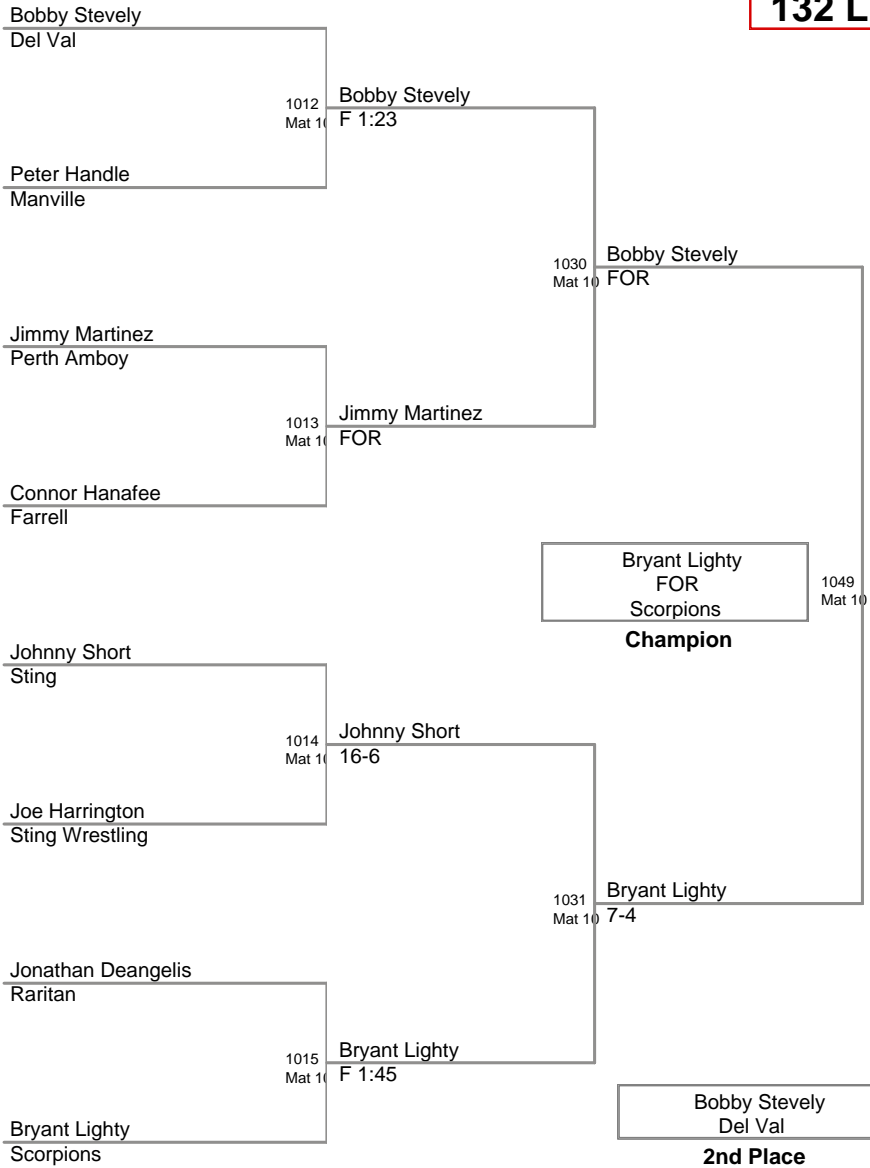 132 L
Bobby Stevely
Del Val
1012
Mat 10
Bobby Stevely
F 1:23
Peter Handle
Manville
1030
Mat 10
Bobby Stevely
FOR
Jimmy Martinez
Perth Amboy
1013
Mat 10
Jimmy Martinez
FOR
Connor Hanafee
Farrell
Bryant Lighty
FOR
Scorpions
Champion
1049
Mat 10
Johnny Short
Sting
1014
Mat 10
Johnny Short
16-6
Joe Harrington
Sting Wrestling
1031
Mat 10
Bryant Lighty
7-4
Jonathan Deangelis
Raritan
1015
Mat 10
Bryant Lighty
F 1:45
Bryant Lighty
Scorpions
Bobby Stevely
Del Val
2nd Place